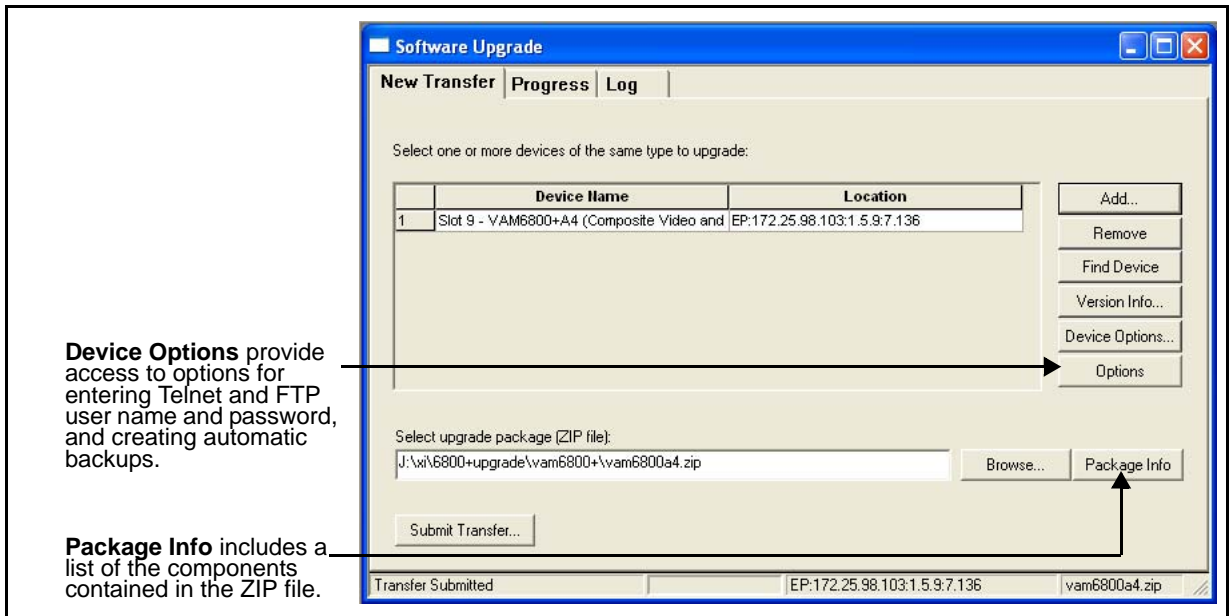 Software Upgrade
New Transfer Progress Log
Select one or more devices of the same type to upgrade:
Device Name Location
1 Slot 9 - VAM6800+A4 (Composite Video and EP:172.25.98.103:1.5.9:7.136
Add...
Remove
Find Device
Version Info...
Device Options...
Options
Device Options provide
access to options for
entering Telnet and FTP
user name and password,
and creating automatic
backups.
Select upgrade package (ZIP file):
J:\xi\6800+upgrade\vam6800+\vam6800a4.zip
Browse...
Package Info
Submit Transfer...
Package Info includes a
list of the components
contained in the ZIP file.
Transfer Submitted EP:172.25.98.103:1.5.9:7.136 vam6800a4.zip